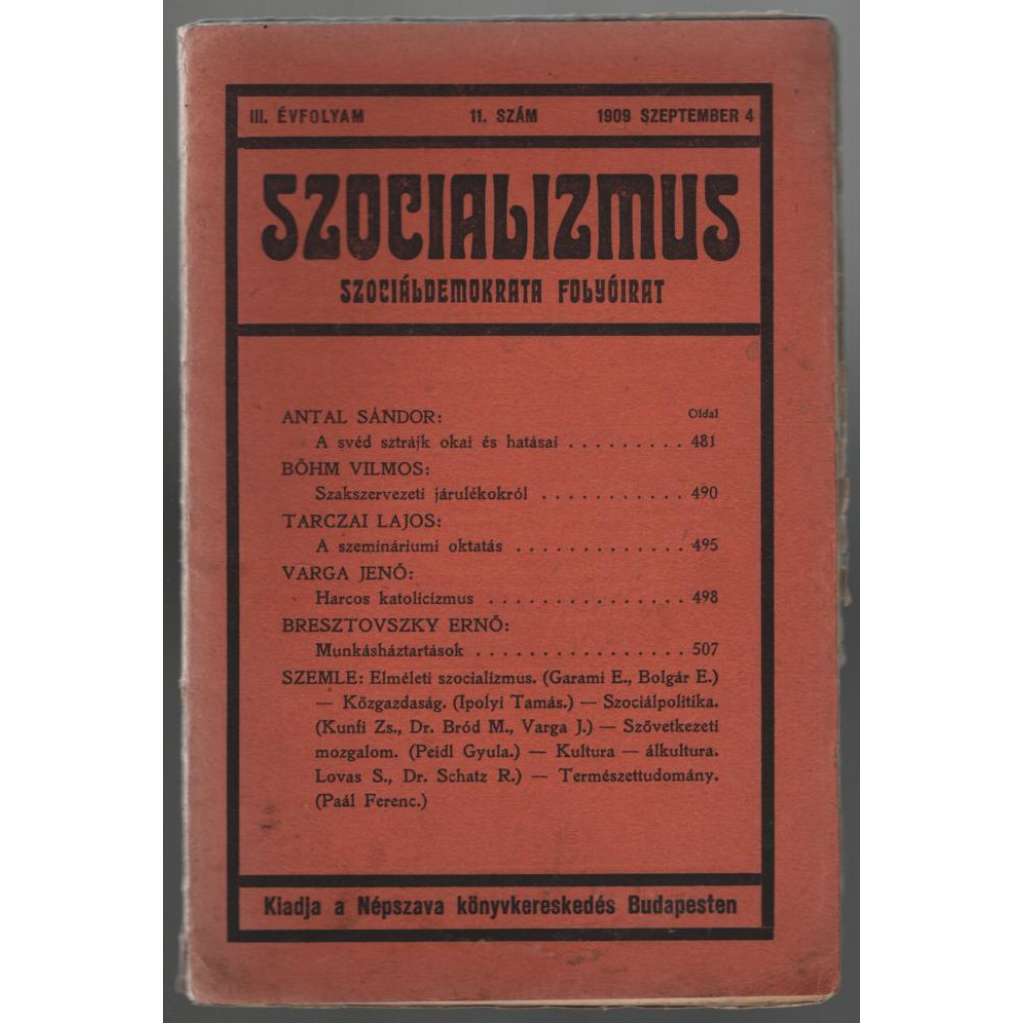 III. ÉVFOLYAM 11. SZÁM 1909 SZEPTEMBER 4
SZOCIALIZMUS
SZOCIÁLDEMOKRATA FOLYÓIRAT
ANTAL SÁNDOR: Oldal
A svéd sztrájk okai és hatásai ......... 481
BÖHM VILMOS:
Szakszervezeti járulékokról ........... 490
TARCZAI LAJOS:
A szemináriumi oktatás ............. 495
VARGA JENŐ:
Harcos katolicizmus ............... 498
BRESZTOVSZKY ERNŐ:
Munkásháztartások ................ 507
SZEMLE: Elméleti szocializmus. (Garami E., Bolgár E.)
— Közgazdaság. (Ipolyi Tamás.) — Szociálpolitika.
(Kunfi Zs., Dr. Bród M., Varga J.) — Szövetkezeti
mozgalom. (Peidl Gyula.) — Kultura — álkultura.
Lovas S., Dr. Schatz R.) — Természettudomány.
(Paál Ferenc.)
Kiadja a Népszava könyvkereskedés Budapesten